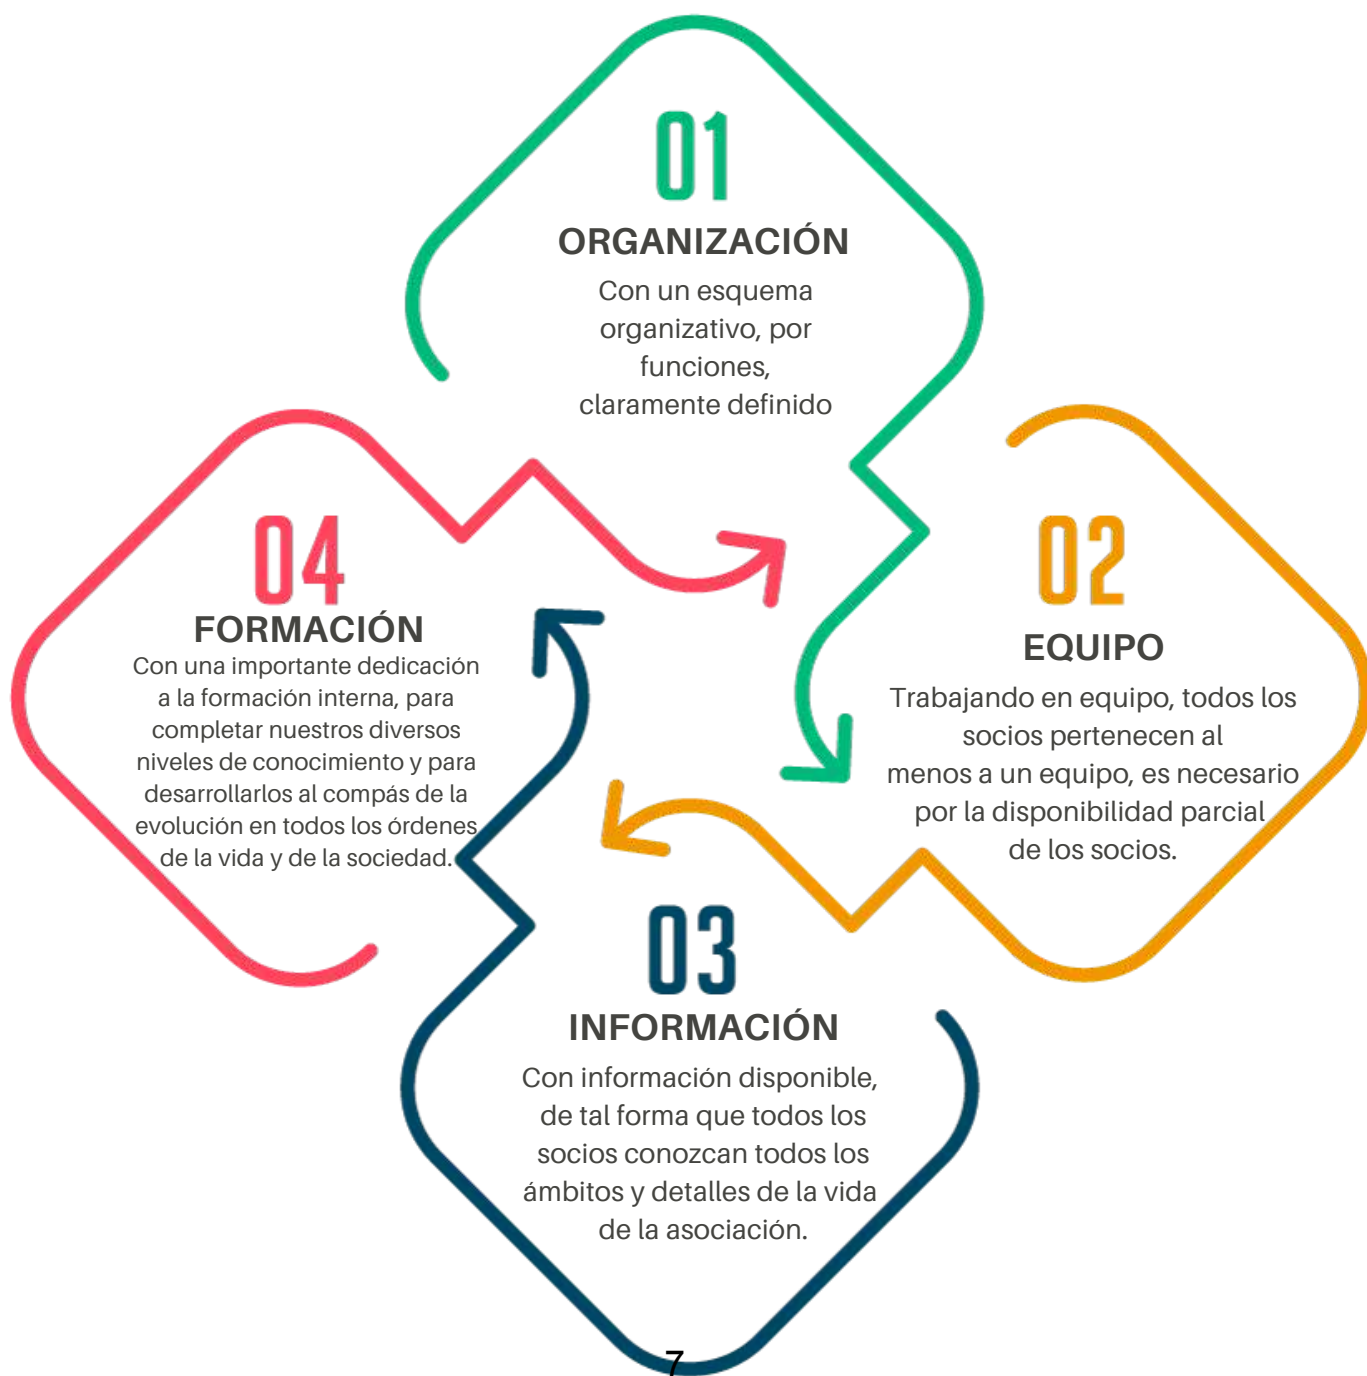 01
ORGANIZACIÓN
Con un esquema
organizativo, por
funciones,
claramente definido
02
EQUIPO
Trabajando en equipo, todos los
socios pertenecen al
menos a un equipo, es necesario
por la disponibilidad parcial
de los socios.
03
INFORMACIÓN
Con información disponible,
de tal forma que todos los
socios conozcan todos los
ámbitos y detalles de la vida
de la asociación.
04
FORMACIÓN
Con una importante dedicación
a la formación interna, para
completar nuestros diversos
niveles de conocimiento y para
desarrollarlos al compás de la
evolución en todos los órdenes
de la vida y de la sociedad.
7